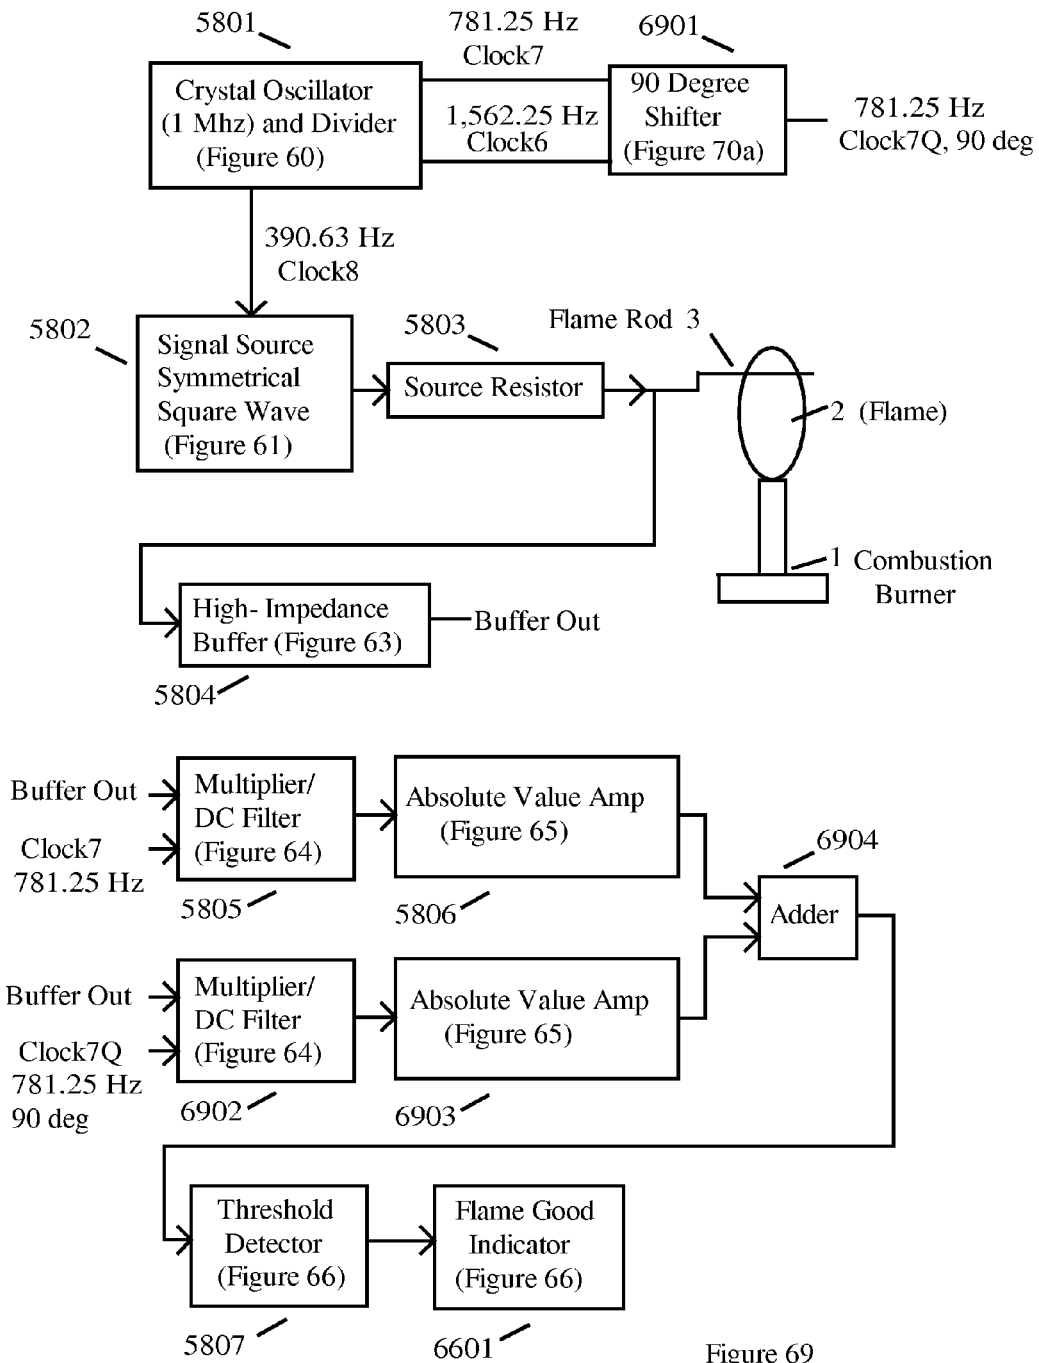 5801
781.25 Hz
Clock7
6901
Crystal Oscillator
(1 Mhz) and Divider
(Figure 60)
1,562.25 Hz
Clock6
90 Degree
Shifter
(Figure 70a)
781.25 Hz
Clock7Q, 90 deg
390.63 Hz
Clock8
5802
Signal Source
Symmetrical
Square Wave
(Figure 61)
5803
Source Resistor
Flame Rod 3
2 (Flame)
1 Combustion
Burner
High- Impedance
Buffer (Figure 63)
Buffer Out
5804
Buffer Out
Clock7
781.25 Hz
Multiplier/
DC Filter
(Figure 64)
5805
Absolute Value Amp
(Figure 65)
5806
6904
Adder
Buffer Out
Clock7Q
781.25 Hz
90 deg
Multiplier/
DC Filter
(Figure 64)
6902
Absolute Value Amp
(Figure 65)
6903
Threshold
Detector
(Figure 66)
5807
Flame Good
Indicator
(Figure 66)
6601
Figure 69